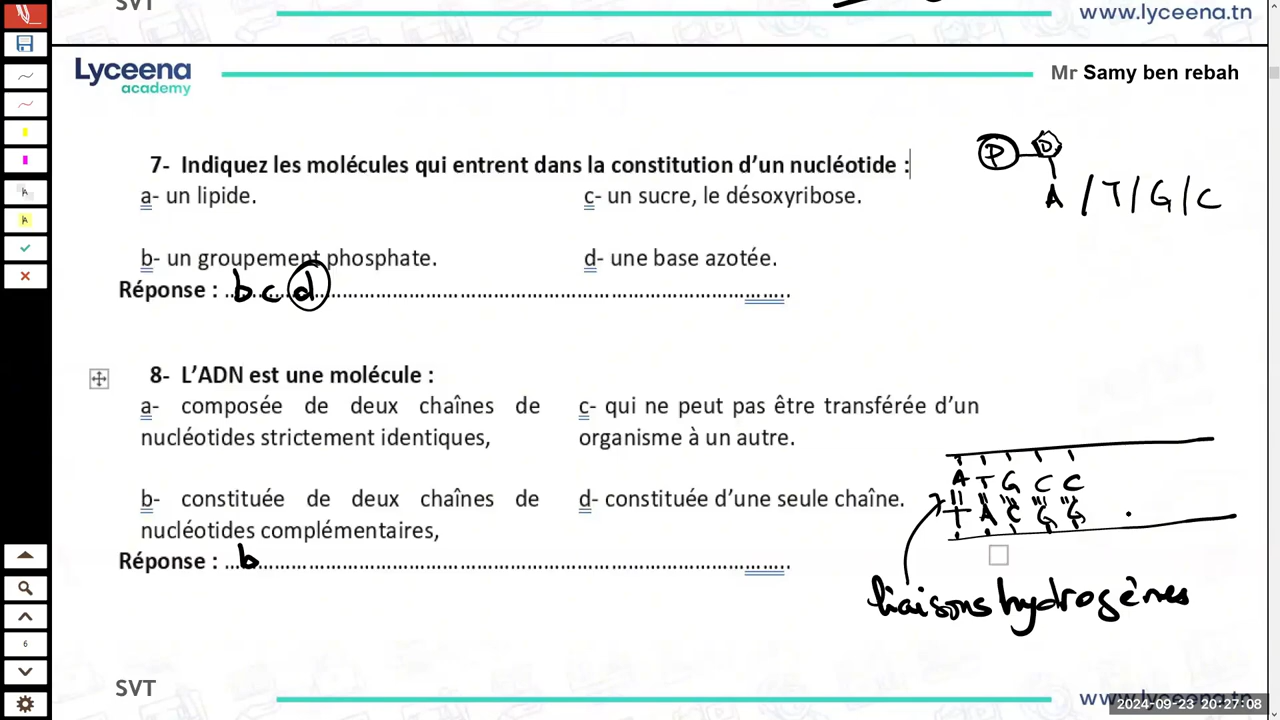 SVT
www.lyceena.tn
Lyceena
academy
Mr Samy ben rebah
7- Indiquez les molécules qui entrent dans la constitution d'un nucléotide :
a- un lipide.
c- un sucre, le désoxyribose.
b- un groupement phosphate.
d- une base azotée.
Réponse : b c d
P D
A / T / G / C
8- L'ADN est une molécule :
a- composée de deux chaînes de
nucléotides strictement identiques,
c- qui ne peut pas être transférée d'un
organisme à un autre.
b- constituée de deux chaînes de
nucléotides complémentaires,
d- constituée d'une seule chaîne.
Réponse : b
A T G C C
T A C G G
liaisons hydrogènes
SVT
www.lyceena.tn
6
2024-09-23 20:27:08